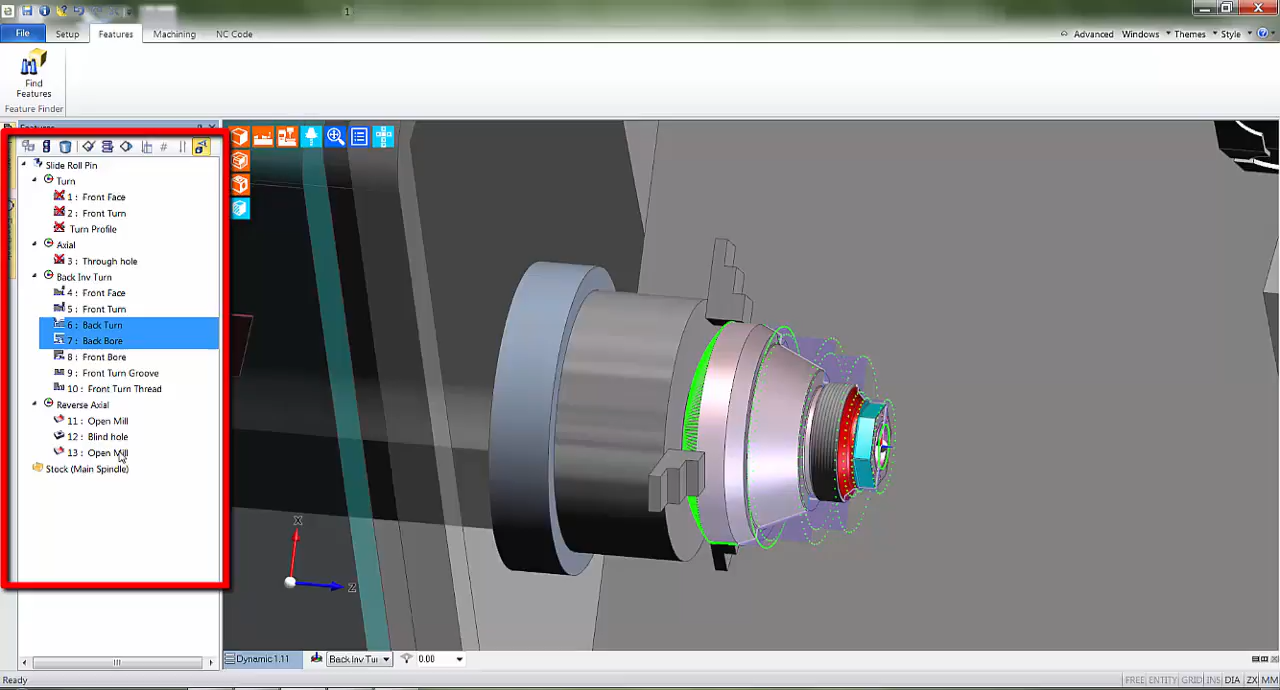 1
File Setup Features Machining NC Code Advanced Windows Themes Style
Find
Features
Feature Finder
Features
Slide Roll Pin
Turn
1 : Front Face
2 : Front Turn
Turn Profile
Axial
3 : Through hole
Back Inv Turn
4 : Front Face
5 : Front Turn
6 : Back Turn
7 : Back Bore
8 : Front Bore
9 : Front Turn Groove
10 : Front Turn Thread
Reverse Axial
11 : Open Mill
12 : Blind hole
13 : Open Mill
Stock (Main Spindle)
X
Z
Dynamic 1.11 Back Inv Tur 0.00
Ready FREE ENTITY GRID INS DIA ZX MM